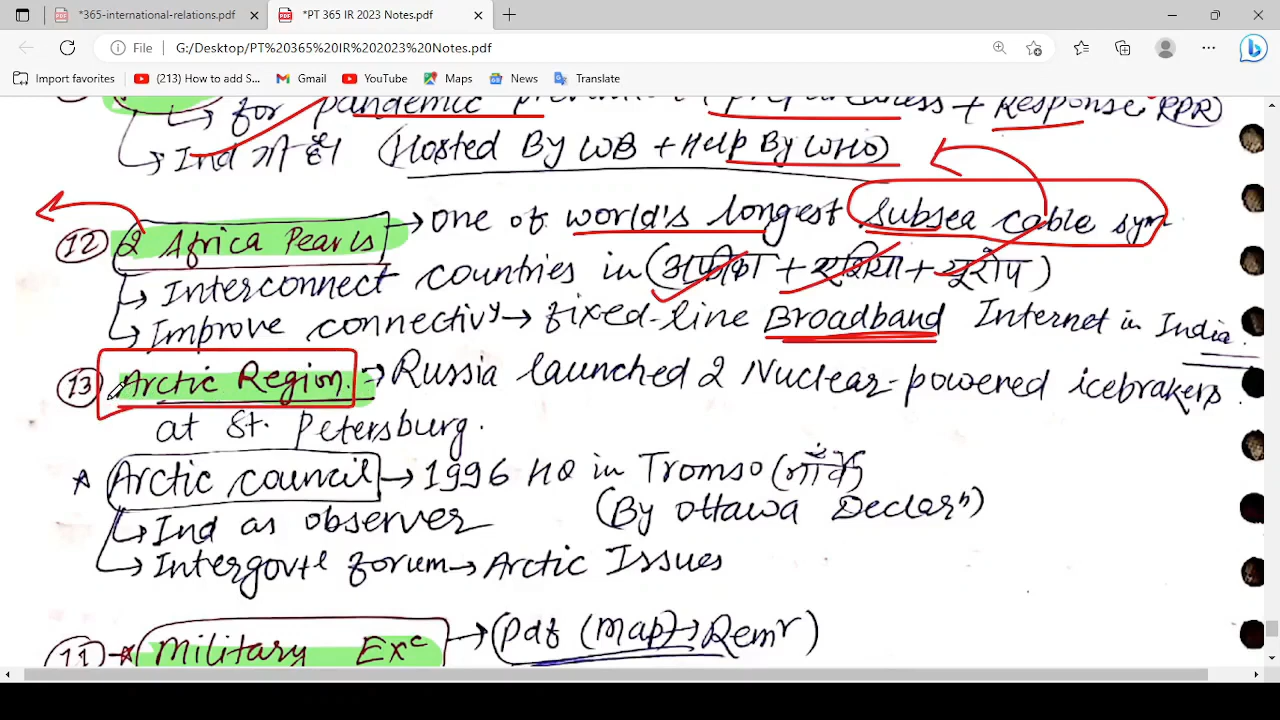 *365-international-relations.pdf
*PT 365 IR 2023 Notes.pdf
File G:/Desktop/PT%20365%20IR%202023%20Notes.pdf
Import favorites (213) How to add S... Gmail YouTube Maps News Translate
for pandemic preparedness + Response (PPR)
Ind (Hosted By WB + Help By WHO)
12 2 Africa Pearls → One of world's longest subsea cable sym
Interconnect countries in (अफ्रीका + एशिया + यूरोप)
Improve connectivy → fixed-line Broadband Internet in India.
13 Arctic Region. → Russia launched 2 Nuclear-powered icebrakers
at St. Petersburg.
Arctic council → 1996 HQ in Tromso (नॉर्वे)
Ind as observer (By Ottawa Declarⁿ)
Intergovtl forum → Arctic Issues
11 → Military Exᶜ → (Pdf (Map) → Remr)